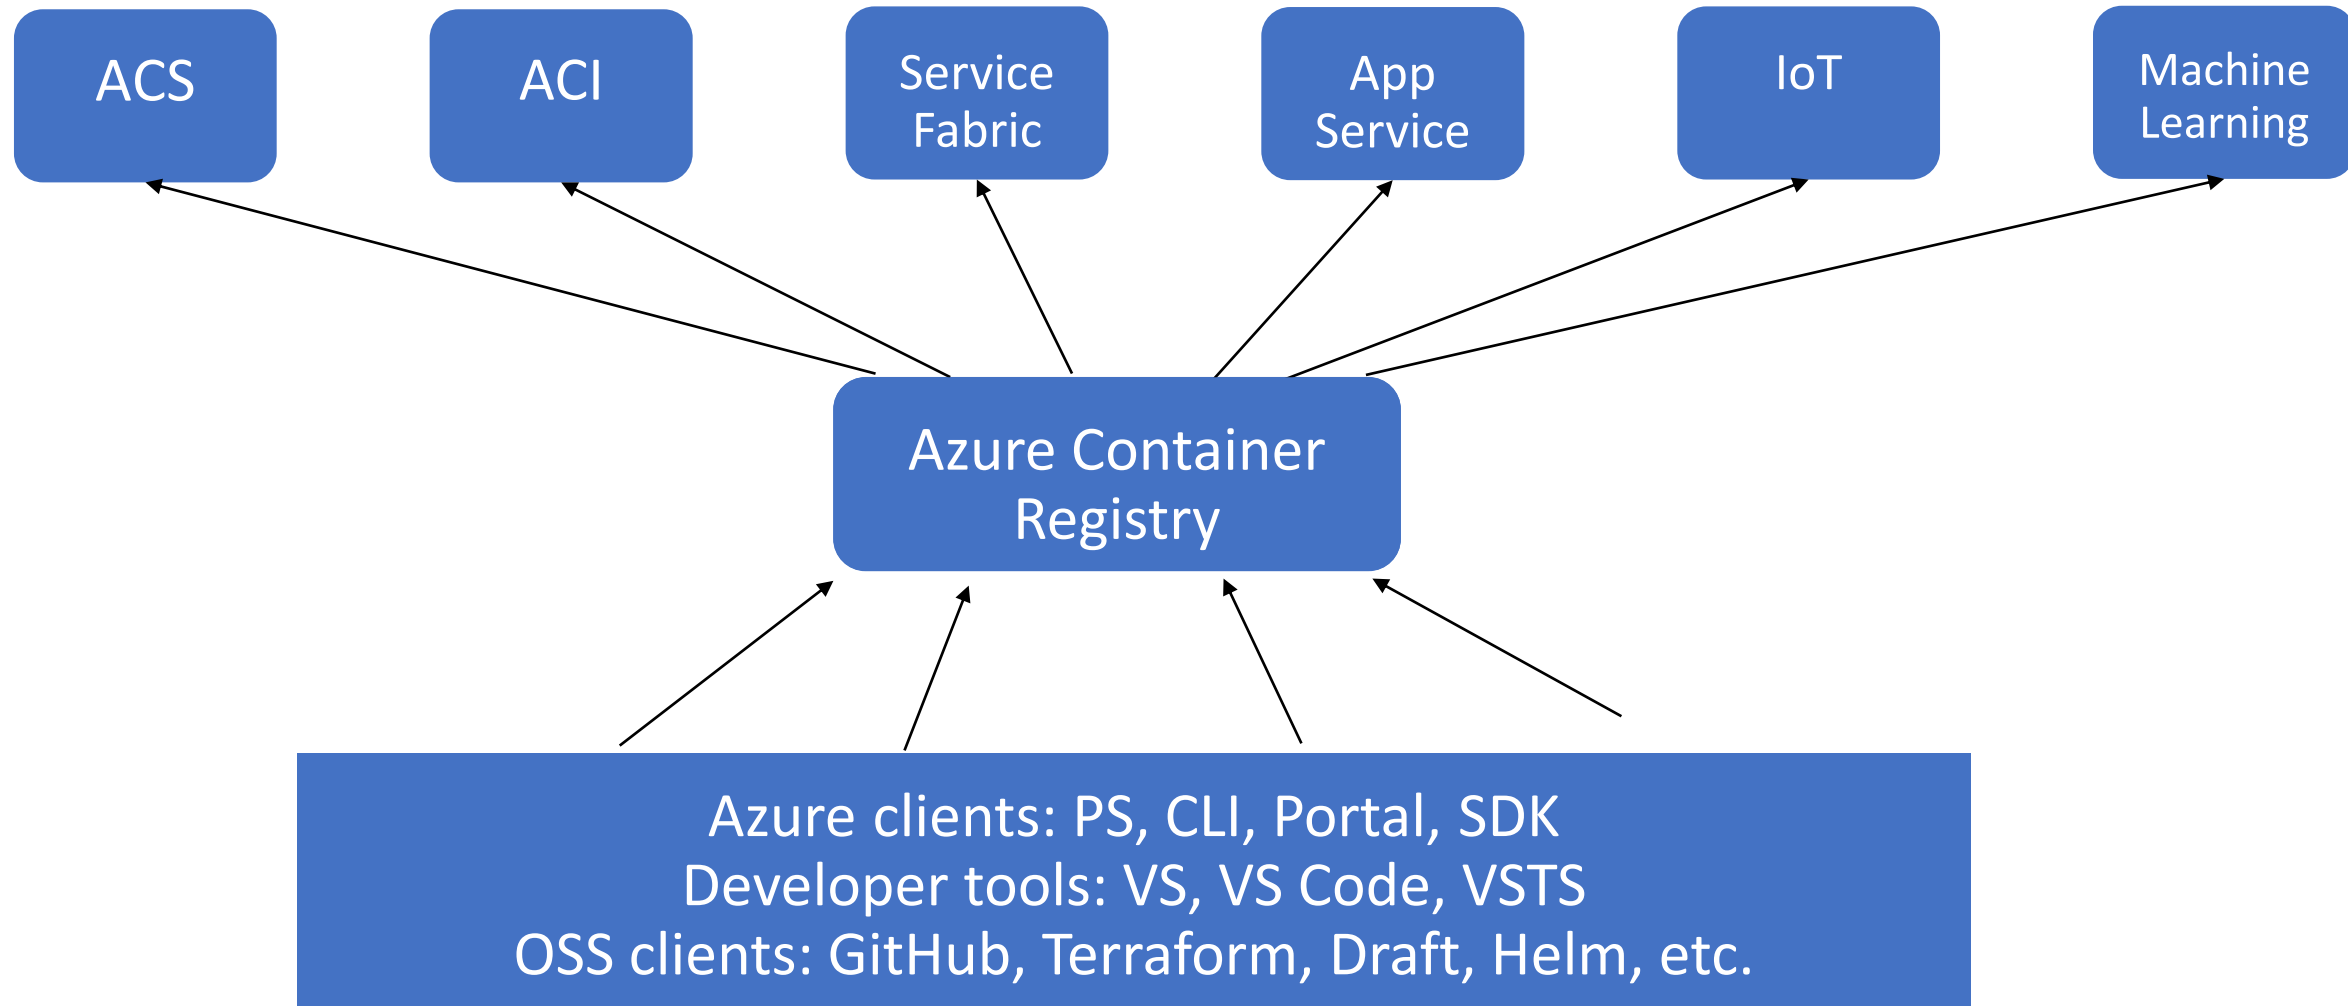 ACS
ACI
Service
Fabric
App
Service
IoT
Machine
Learning
Azure Container
Registry
Azure clients: PS, CLI, Portal, SDK
Developer tools: VS, VS Code, VSTS
OSS clients: GitHub, Terraform, Draft, Helm, etc.